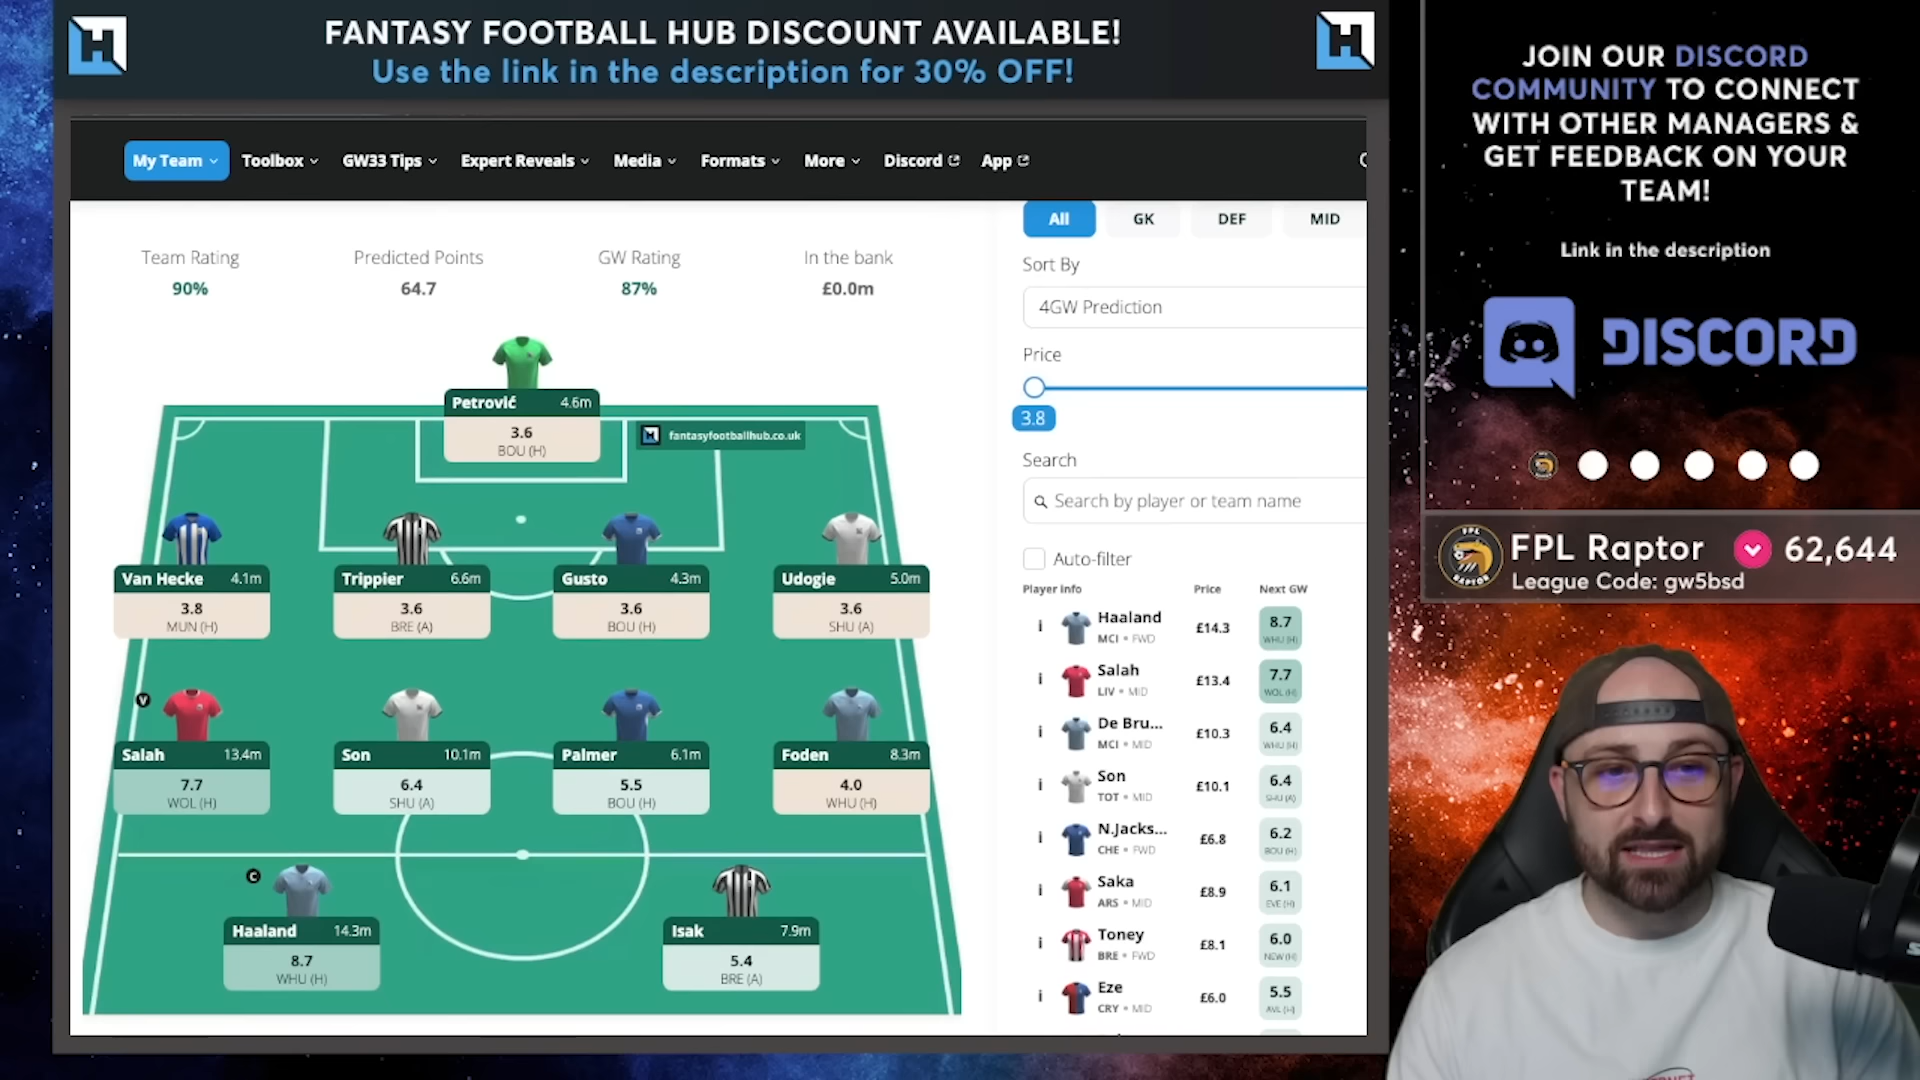 FANTASY FOOTBALL HUB DISCOUNT AVAILABLE!
Use the link in the description for 30% OFF!
My Team
Toolbox
GW33 Tips
Expert Reveals
Media
Formats
More
Discord
App
Team Rating
90%
Predicted Points
64.7
GW Rating
87%
In the bank
£0.0m
Petrović 4.6m
3.6
BOU (H)
fantasyfootballhub.co.uk
Van Hecke 4.1m
3.8
MUN (H)
Trippier 6.6m
3.6
BRE (A)
Gusto 4.3m
3.6
BOU (H)
Udogie 5.0m
3.6
SHU (A)
V
Salah 13.4m
7.7
WOL (H)
Son 10.1m
6.4
SHU (A)
Palmer 6.1m
5.5
BOU (H)
Foden 8.3m
4.0
WHU (H)
C
Haaland 14.3m
8.7
WHU (H)
Isak 7.9m
5.4
BRE (A)
All
GK
DEF
MID
Sort By
4GW Prediction
Price
3.8
Search
Search by player or team name
Auto-filter
Player Info Price Next GW
Haaland
MCI • FWD
£14.3
8.7
WHU (H)
Salah
LIV • MID
£13.4
7.7
WOL (H)
De Bru...
MCI • MID
£10.3
6.4
WHU (H)
Son
TOT • MID
£10.1
6.4
SHU (A)
N.Jacks...
CHE • FWD
£6.8
6.2
BOU (H)
Saka
ARS • MID
£8.9
6.1
EVE (H)
Toney
BRE • FWD
£8.1
6.0
NEW (H)
Eze
CRY • MID
£6.0
5.5
AVL (H)
JOIN OUR DISCORD
COMMUNITY TO CONNECT
WITH OTHER MANAGERS &
GET FEEDBACK ON YOUR
TEAM!
Link in the description
DISCORD
FPL
RAPTOR
FPL Raptor 62,644
League Code: gw5bsd